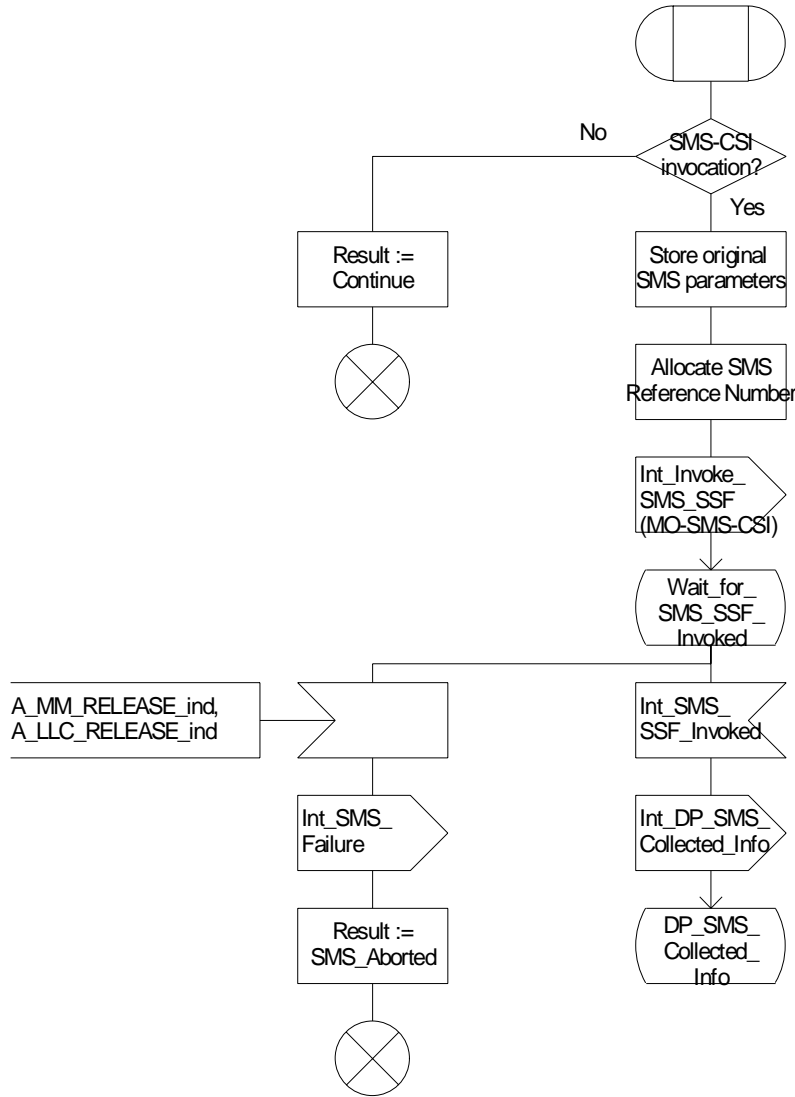 No
SMS-CSI
invocation?
Yes
Result :=
Continue
Store original
SMS parameters
Allocate SMS
Reference Number
Int_Invoke_
SMS_SSF
(MO-SMS-CSI)
Wait_for_
SMS_SSF_
Invoked
A_MM_RELEASE_ind,
A_LLC_RELEASE_ind
Int_SMS_
SSF_Invoked
Int_SMS_
Failure
Int_DP_SMS_
Collected_Info
Result :=
SMS_Aborted
DP_SMS_
Collected_
Info